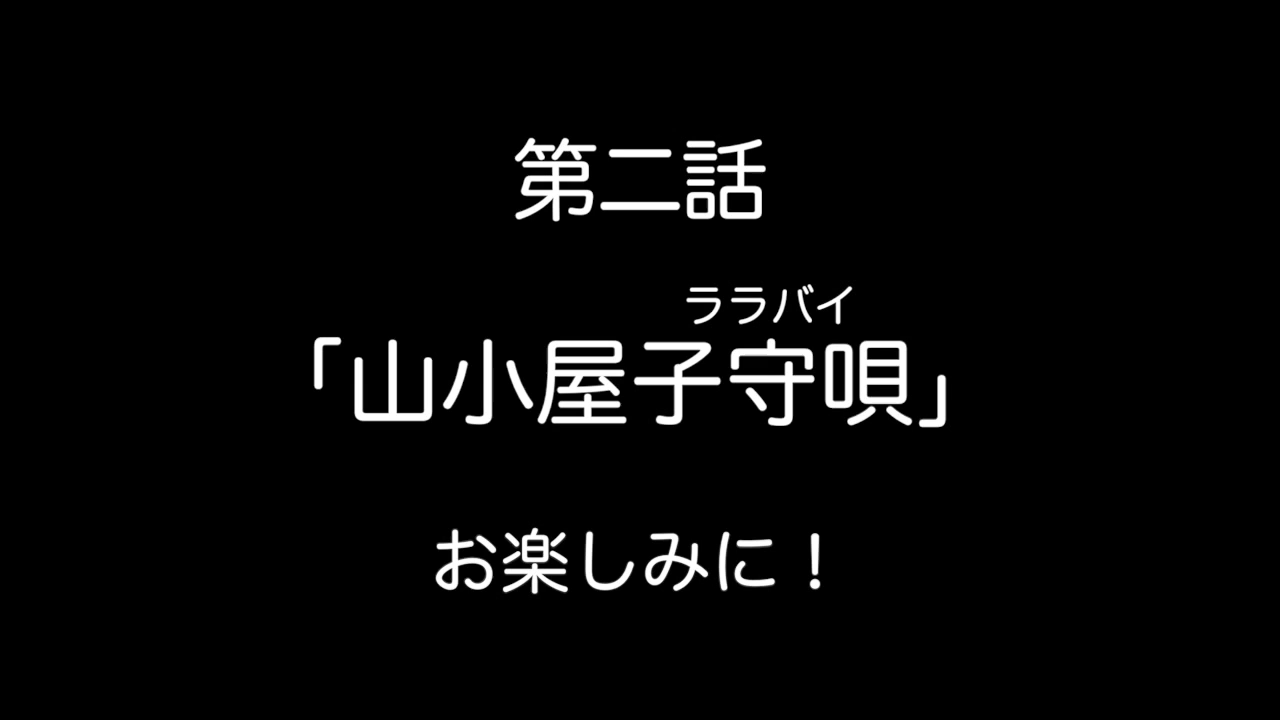 第二話
ララバイ
「山小屋子守唄」
お楽しみに！